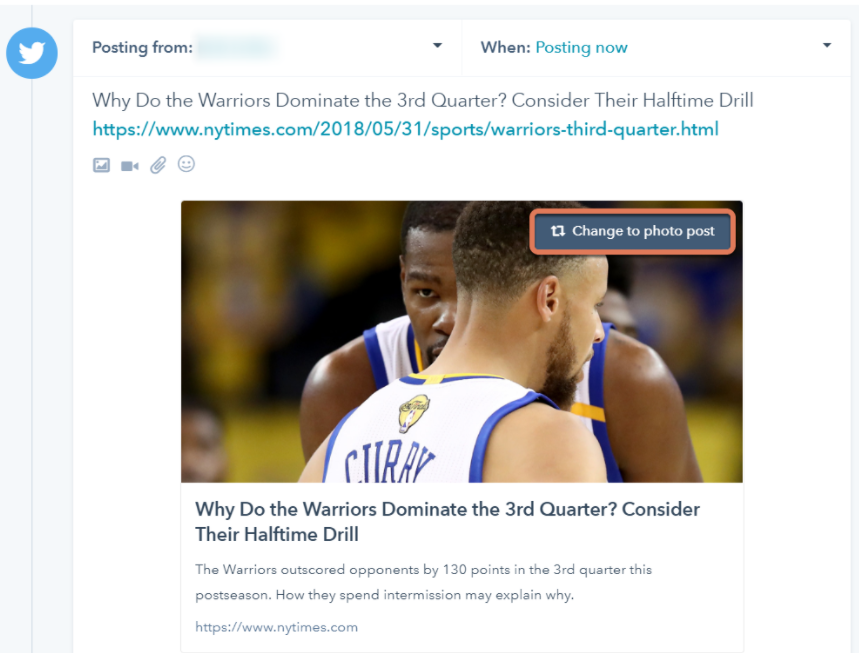 Posting from:
When: Posting now
Why Do the Warriors Dominate the 3rd Quarter? Consider Their Halftime Drill
https://www.nytimes.com/2018/05/31/sports/warriors-third-quarter.html
Change to photo post
CURRY
Why Do the Warriors Dominate the 3rd Quarter? Consider
Their Halftime Drill
The Warriors outscored opponents by 130 points in the 3rd quarter this
postseason. How they spend intermission may explain why.
https://www.nytimes.com